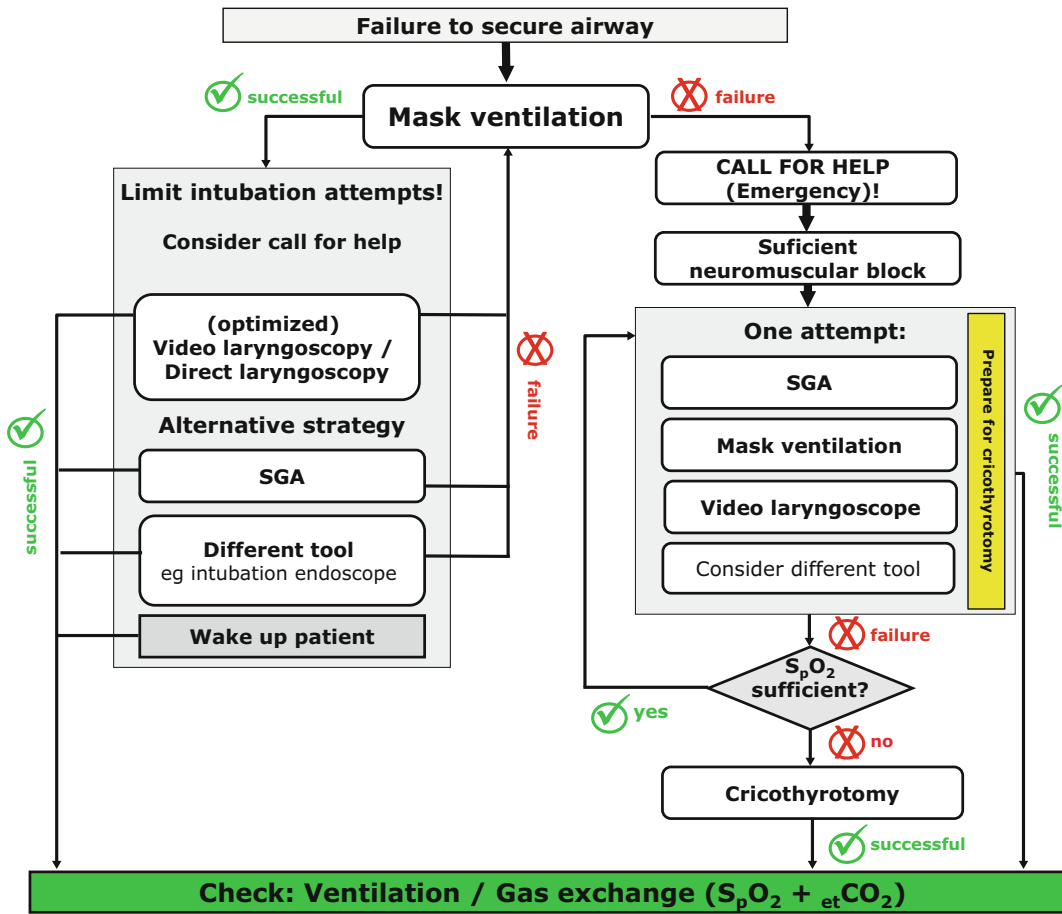 Failure to secure airway
successful
Mask ventilation
failure
Limit intubation attempts!
Consider call for help
(optimized)
Video laryngoscopy /
Direct laryngoscopy
Alternative strategy
SGA
Different tool
eg intubation endoscope
Wake up patient
successful
failure
CALL FOR HELP
(Emergency)!
Suficient
neuromuscular block
One attempt:
SGA
Mask ventilation
Video laryngoscope
Consider different tool
Prepare for cricothyrotomy
successful
failure
SpO2
sufficient?
yes
no
Cricothyrotomy
successful
Check: Ventilation / Gas exchange (SpO2 + etCO2)